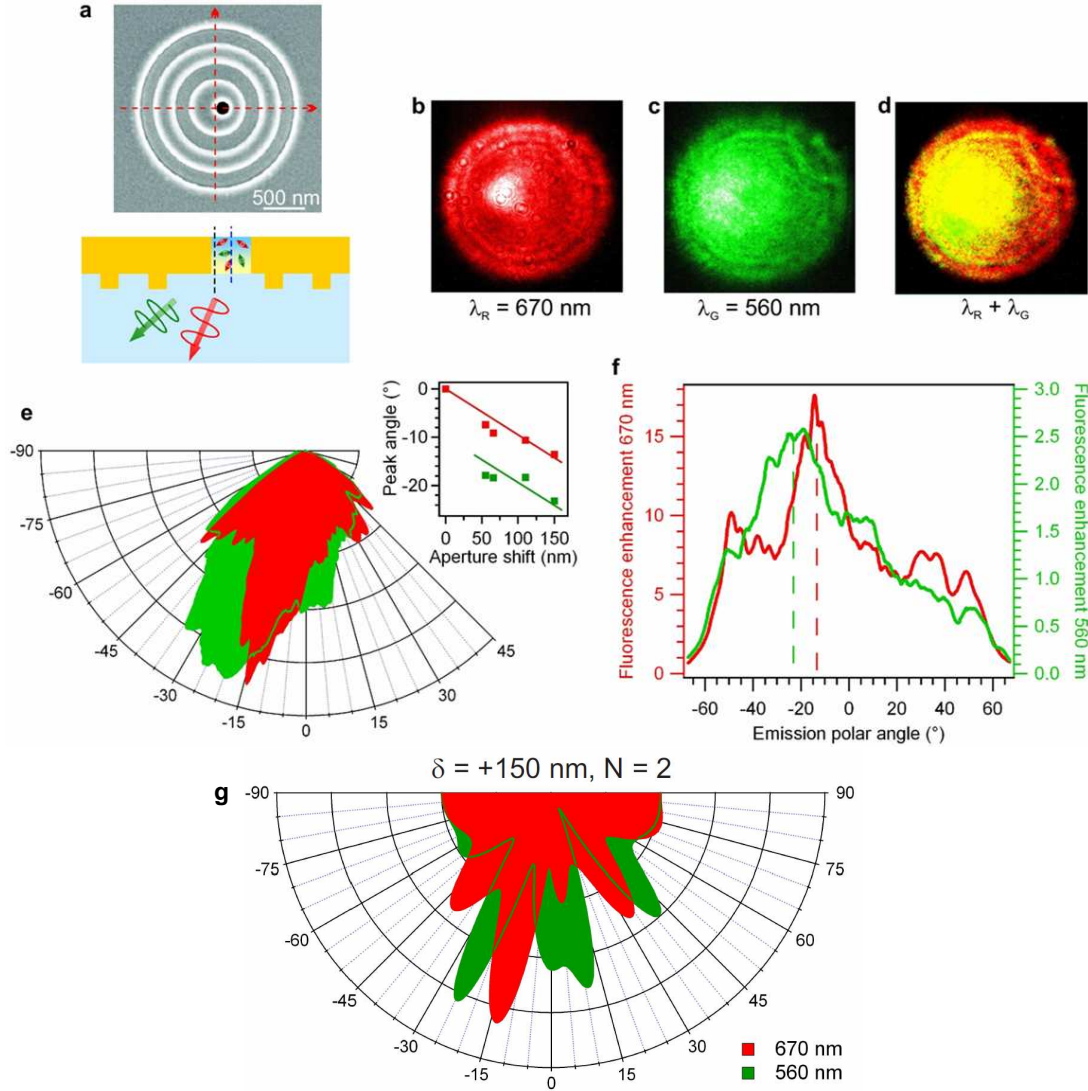 a
500 nm
b
c
d
λR = 670 nm
λG = 560 nm
λR + λG
e
-90
-75
-60
-45
-30
-15
0
15
30
45
Peak angle (°)
0
-10
-20
0
50
100
150
Aperture shift (nm)
f
Fluorescence enhancement 670 nm
15
10
5
0
Fluorescence enhancement 560 nm
3.0
2.5
2.0
1.5
1.0
0.5
0.0
-60
-40
-20
0
20
40
60
Emission polar angle (°)
δ = +150 nm, N = 2
g
-90
-75
-60
-45
-30
-15
0
15
30
45
60
75
90
670 nm
560 nm